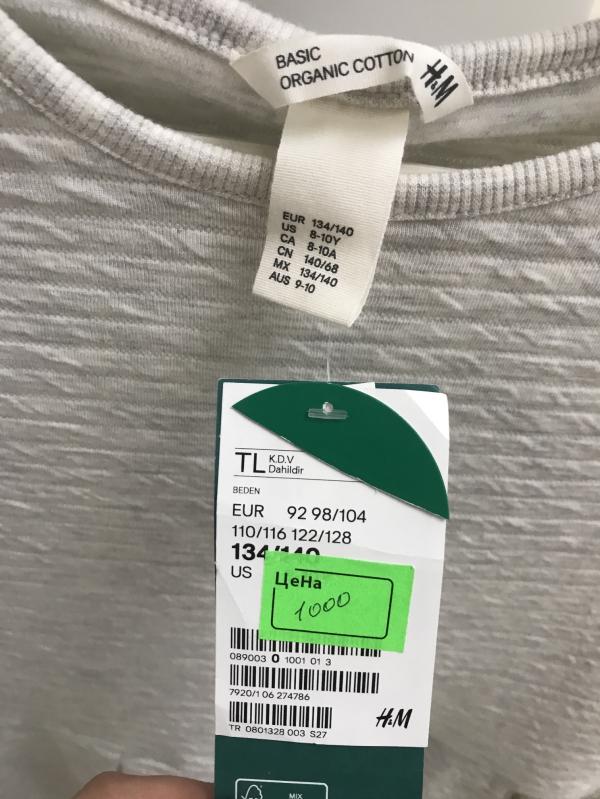 BASIC
ORGANIC COTTON
H&M
EUR 134/140
US 8-10Y
CA 8-10A
CN 140/68
MX 134/140
AUS 9-10
TL K.D.V
Dahildir
BEDEN
EUR 92 98/104
110/116 122/128
134/140
US
ЦеНа
1000
089003 0 1001 01 3
7920/1 06 274786
H&M
TR 0801328 003 S27
MIX